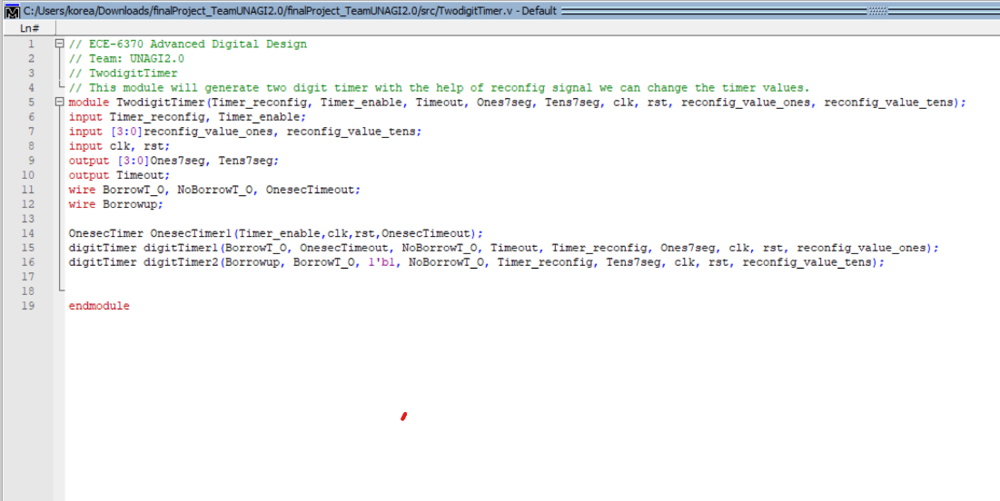 C:/Users/korea/Downloads/finalProject_TeamUNAGI2.0/finalProject_TeamUNAGI2.0/src/TwodigitTimer.v - Default
Ln#
1 // ECE-6370 Advanced Digital Design
2 // Team: UNAGI2.0
3 // TwodigitTimer
4 // This module will generate two digit timer with the help of reconfig signal we can change the timer values.
5 module TwodigitTimer(Timer_reconfig, Timer_enable, Timeout, Ones7seg, Tens7seg, clk, rst, reconfig_value_ones, reconfig_value_tens);
6 input Timer_reconfig, Timer_enable;
7 input [3:0]reconfig_value_ones, reconfig_value_tens;
8 input clk, rst;
9 output [3:0]Ones7seg, Tens7seg;
10 output Timeout;
11 wire BorrowT_O, NoBorrowT_O, OnesecTimeout;
12 wire Borrowup;
13
14 OnesecTimer OnesecTimer1(Timer_enable,clk,rst,OnesecTimeout);
15 digitTimer digitTimer1(BorrowT_O, OnesecTimeout, NoBorrowT_O, Timeout, Timer_reconfig, Ones7seg, clk, rst, reconfig_value_ones);
16 digitTimer digitTimer2(Borrowup, BorrowT_O, 1'b1, NoBorrowT_O, Timer_reconfig, Tens7seg, clk, rst, reconfig_value_tens);
17
18
19 endmodule